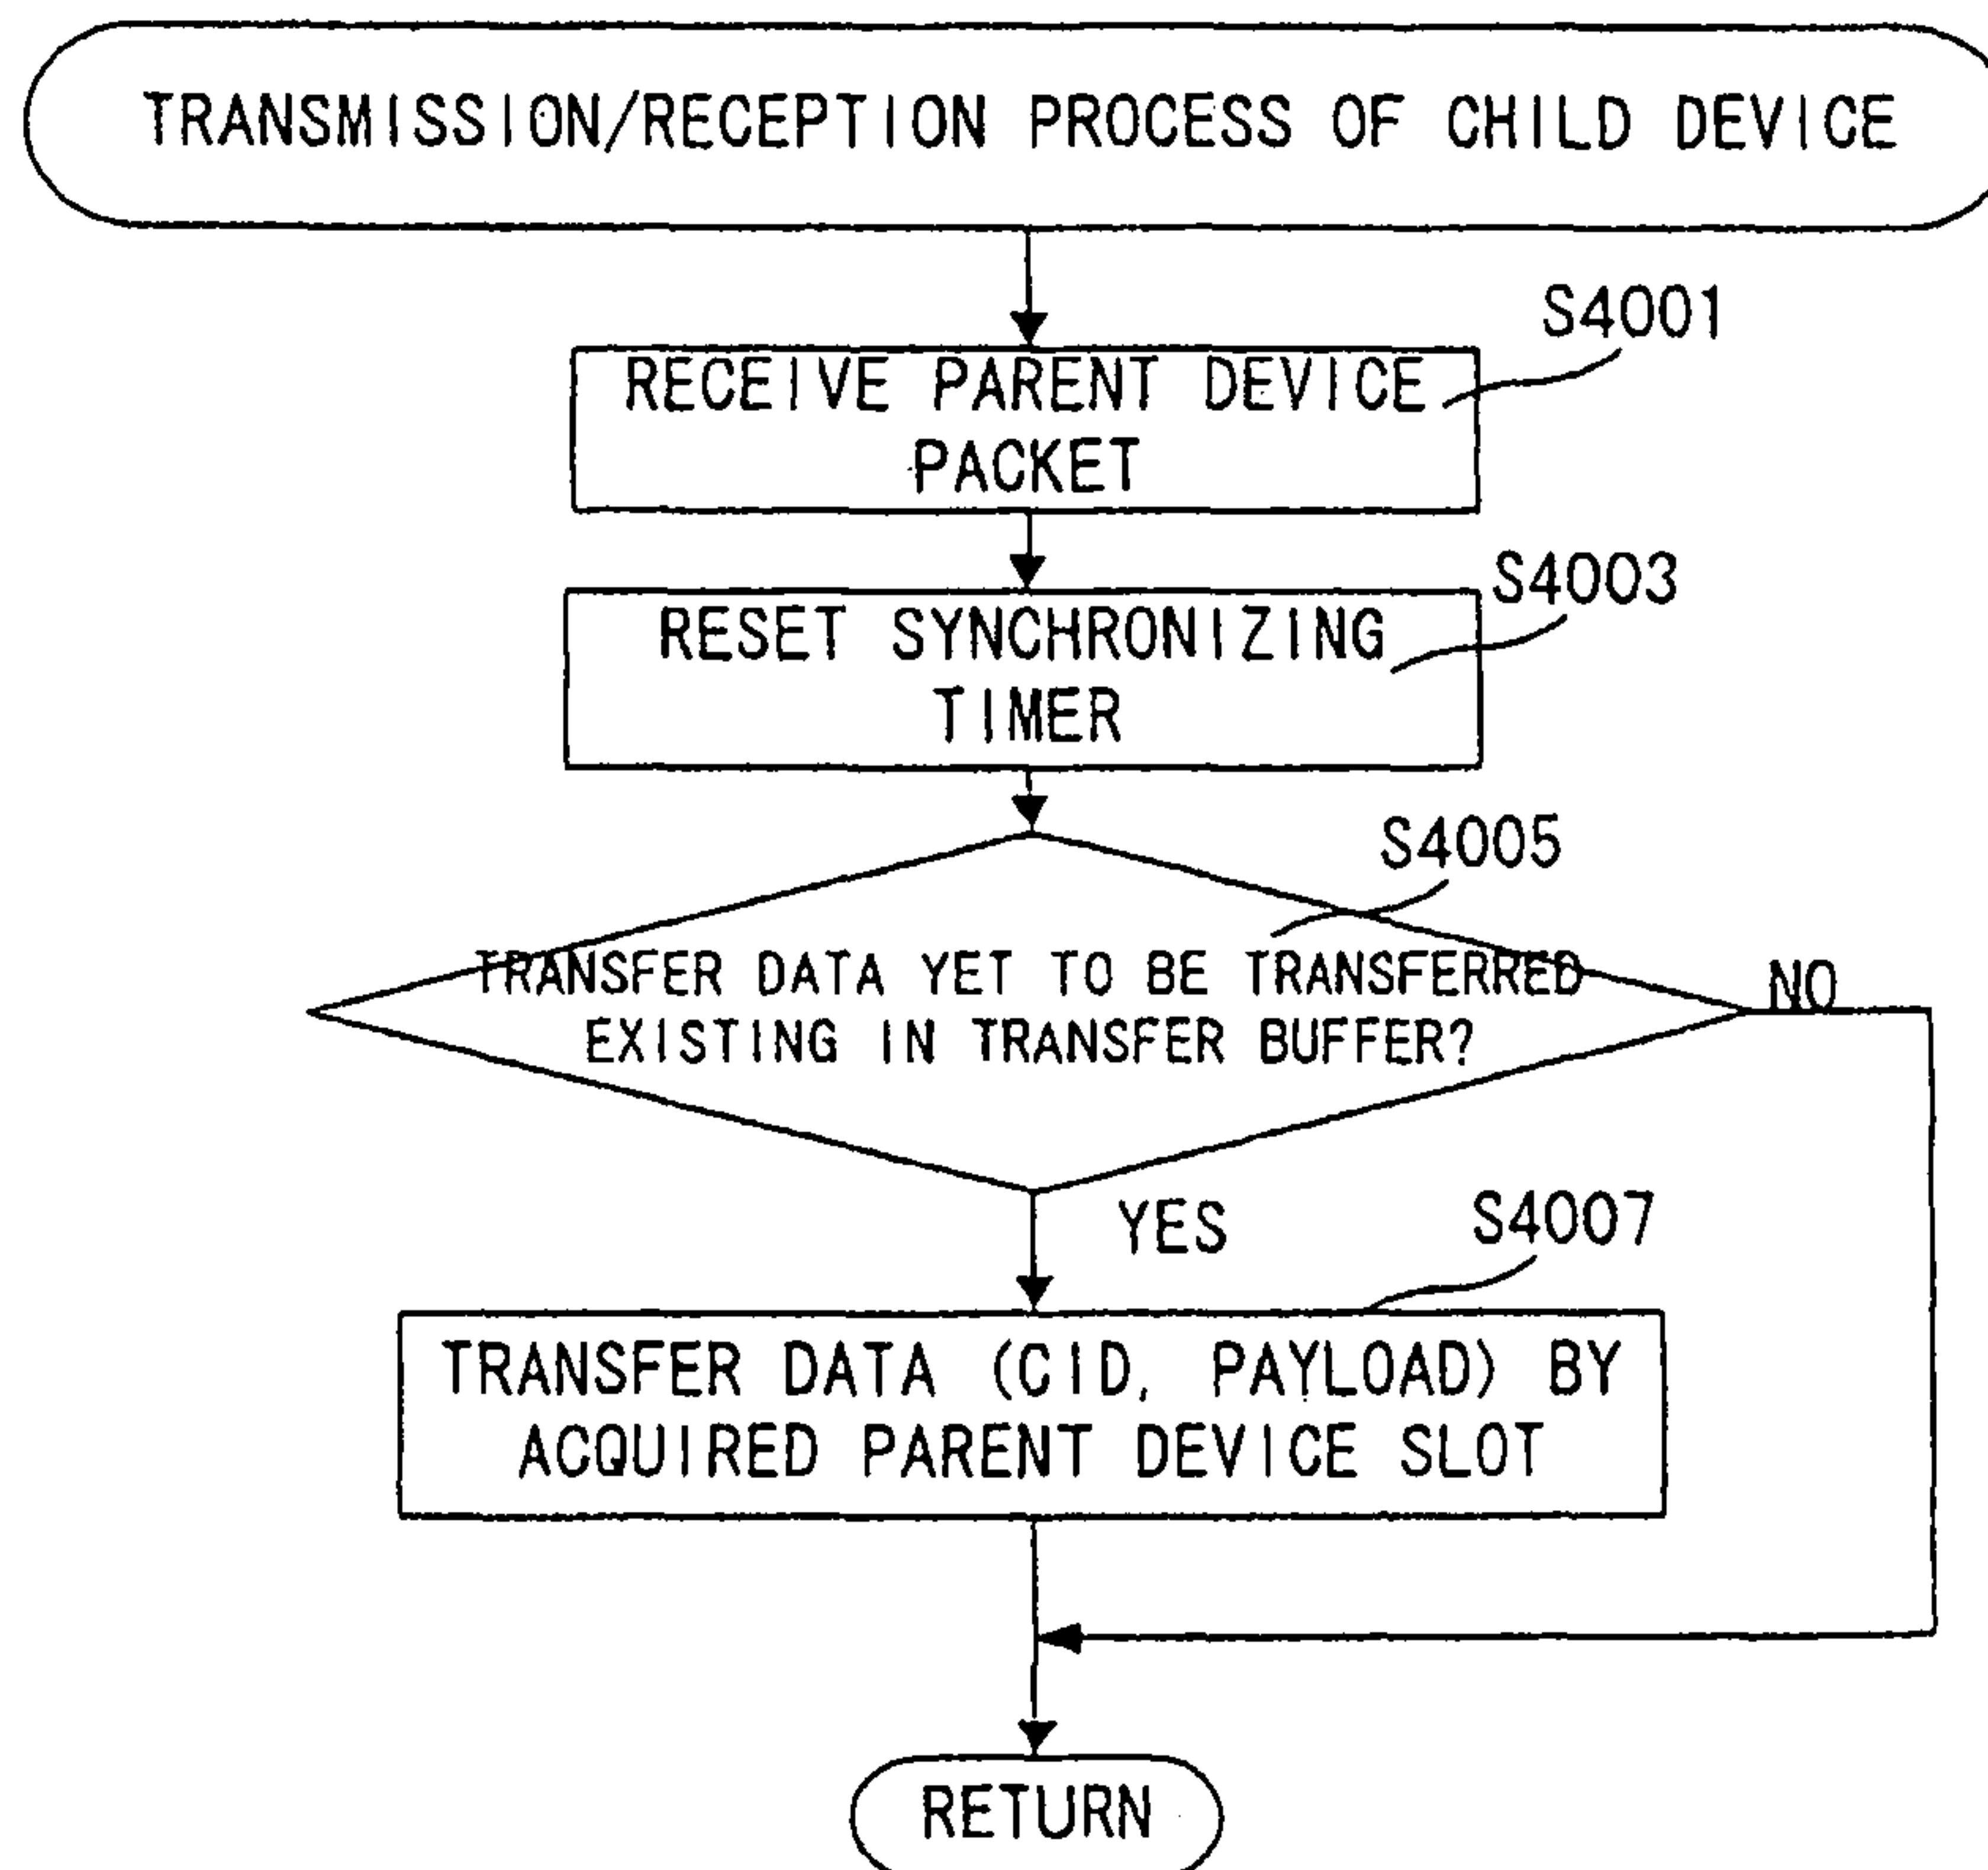 TRANSMISSION/RECEPTION PROCESS OF CHILD DEVICE
S4001
RECEIVE PARENT DEVICE
PACKET
S4003
RESET SYNCHRONIZING
TIMER
S4005
TRANSFER DATA YET TO BE TRANSFERRED
EXISTING IN TRANSFER BUFFER?
NO
YES
S4007
TRANSFER DATA (CID, PAYLOAD) BY
ACQUIRED PARENT DEVICE SLOT
RETURN